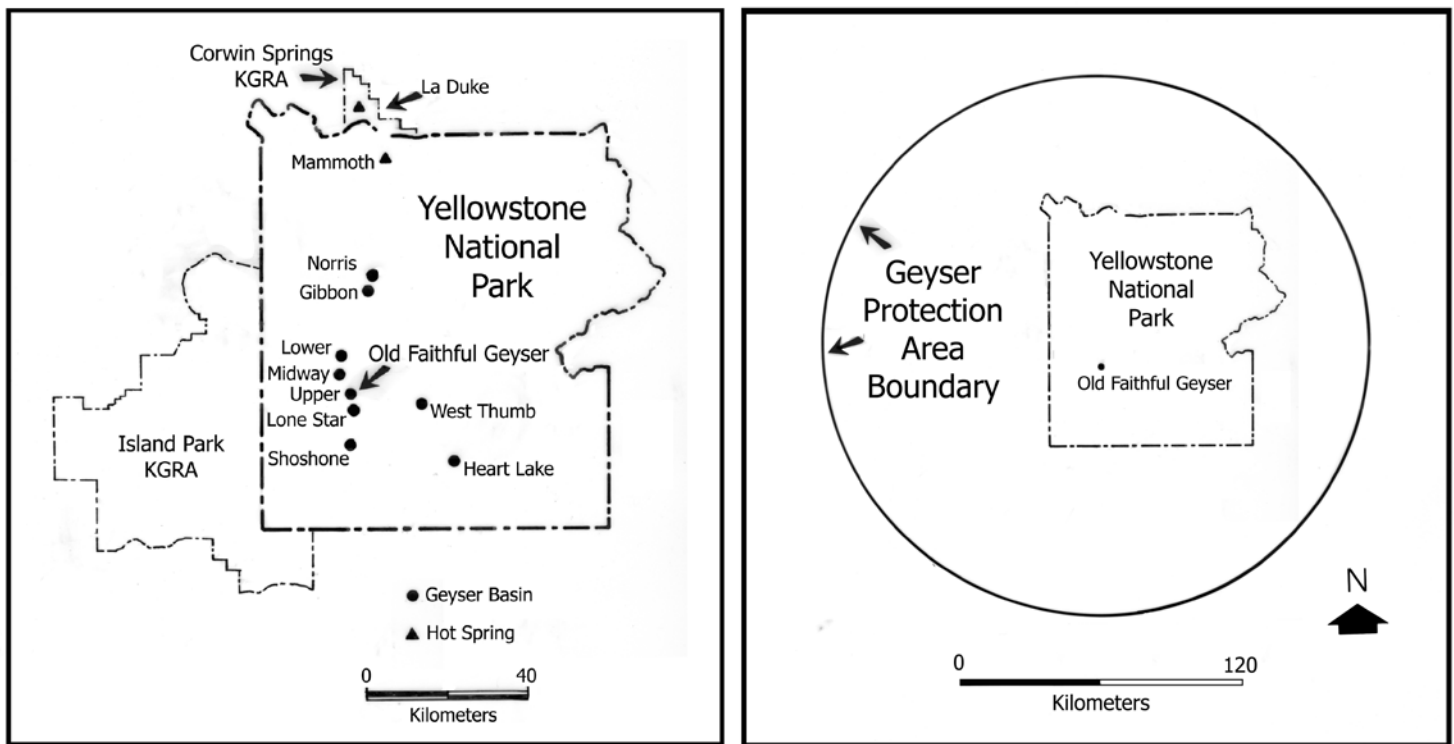 Corwin Springs
KGRA
La Duke
Mammoth
Yellowstone
National
Park
Norris
Gibbon
Lower
Midway
Upper
Old Faithful Geyser
Lone Star
West Thumb
Shoshone
Heart Lake
Island Park
KGRA
Geyser Basin
Hot Spring
0
40
Kilometers
Geyser
Protection
Area
Boundary
Yellowstone
National
Park
Old Faithful Geyser
N
0
120
Kilometers